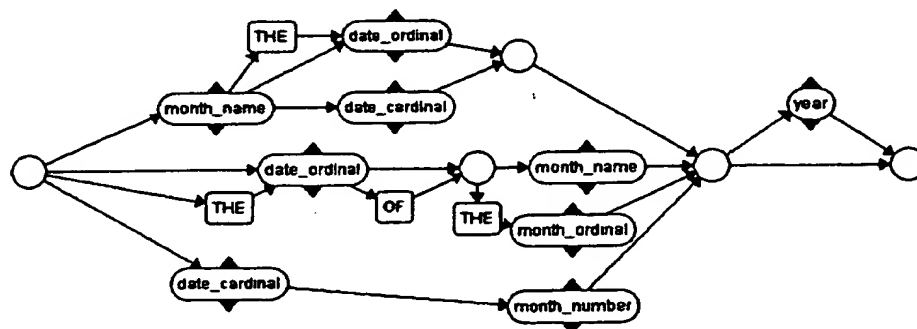 THE
date_ordinal
month_name
date_cardinal
year
date_ordinal
month_name
THE
OF
THE
month_ordinal
date_cardinal
month_number